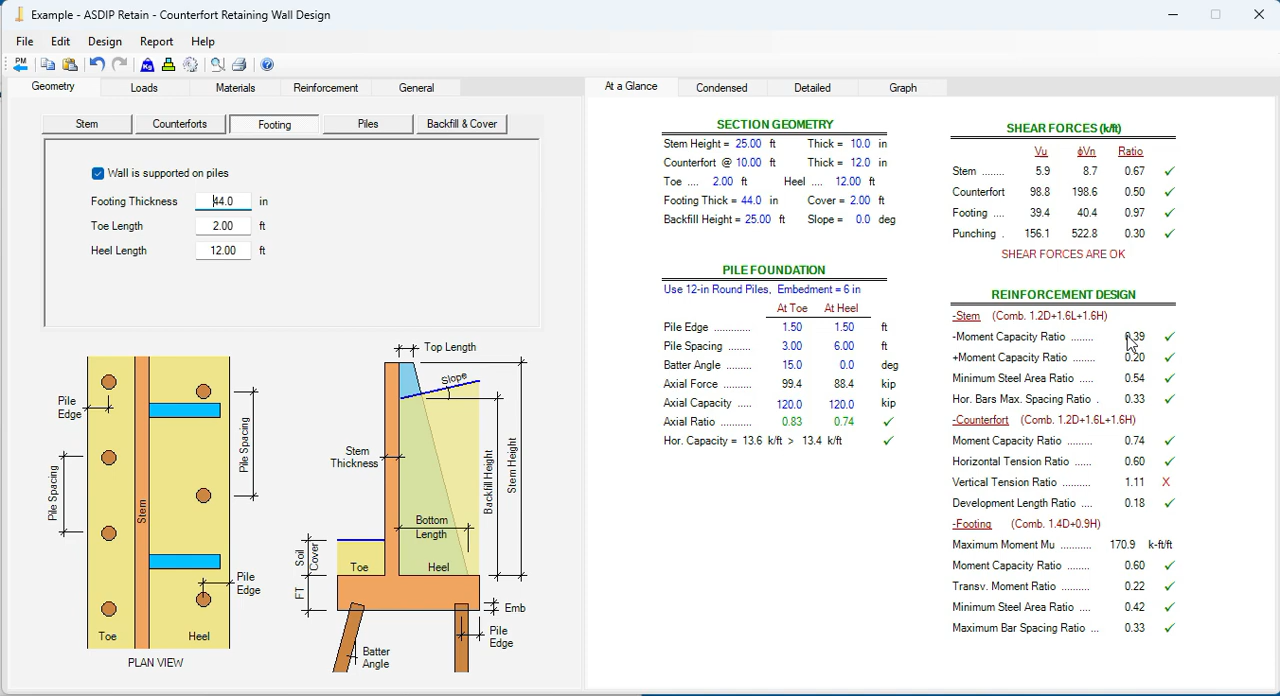 Example - ASDIP Retain - Counterfort Retaining Wall Design
File Edit Design Report Help
PM Kg ?
Geometry Loads Materials Reinforcement General
At a Glance Condensed Detailed Graph
Stem Counterforts Footing Piles Backfill & Cover
Wall is supported on piles
Footing Thickness 44.0 in
Toe Length 2.00 ft
Heel Length 12.00 ft
Pile Edge
Pile Spacing
Pile Spacing
Stem
Pile Edge
Toe Heel
PLAN VIEW
Top Length
Slope
Stem Thickness
Backfill Height
Stem Height
Bottom Length
Soil Cover
Toe Heel
FT
Emb
Pile Edge
Batter Angle
SECTION GEOMETRY
Stem Height = 25.00 ft Thick = 10.0 in
Counterfort @ 10.00 ft Thick = 12.0 in
Toe .... 2.00 ft Heel .... 12.00 ft
Footing Thick = 44.0 in Cover = 2.00 ft
Backfill Height = 25.00 ft Slope = 0.0 deg
PILE FOUNDATION
Use 12-in Round Piles, Embedment = 6 in
At Toe At Heel
Pile Edge ............ 1.50 1.50 ft
Pile Spacing ........ 3.00 6.00 ft
Batter Angle ......... 15.0 0.0 deg
Axial Force .......... 99.4 88.4 kip
Axial Capacity ..... 120.0 120.0 kip
Axial Ratio ........... 0.83 0.74 ✓
Hor. Capacity = 13.6 k/ft > 13.4 k/ft ✓
SHEAR FORCES (k/ft)
Vu ϕVn Ratio
Stem ....... 5.9 8.7 0.67 ✓
Counterfort 98.8 198.6 0.50 ✓
Footing .... 39.4 40.4 0.97 ✓
Punching . 156.1 522.8 0.30 ✓
SHEAR FORCES ARE OK
REINFORCEMENT DESIGN
-Stem (Comb. 1.2D+1.6L+1.6H)
-Moment Capacity Ratio ........ 0.39 ✓
+Moment Capacity Ratio ....... 0.20 ✓
Minimum Steel Area Ratio ..... 0.54 ✓
Hor. Bars Max. Spacing Ratio . 0.33 ✓
-Counterfort (Comb. 1.2D+1.6L+1.6H)
Moment Capacity Ratio ........ 0.74 ✓
Horizontal Tension Ratio ...... 0.60 ✓
Vertical Tension Ratio .......... 1.11 X
Development Length Ratio .... 0.18 ✓
-Footing (Comb. 1.4D+0.9H)
Maximum Moment Mu ........... 170.9 k-ft/ft
Moment Capacity Ratio ......... 0.60 ✓
Transv. Moment Ratio .......... 0.22 ✓
Minimum Steel Area Ratio .... 0.42 ✓
Maximum Bar Spacing Ratio ... 0.33 ✓